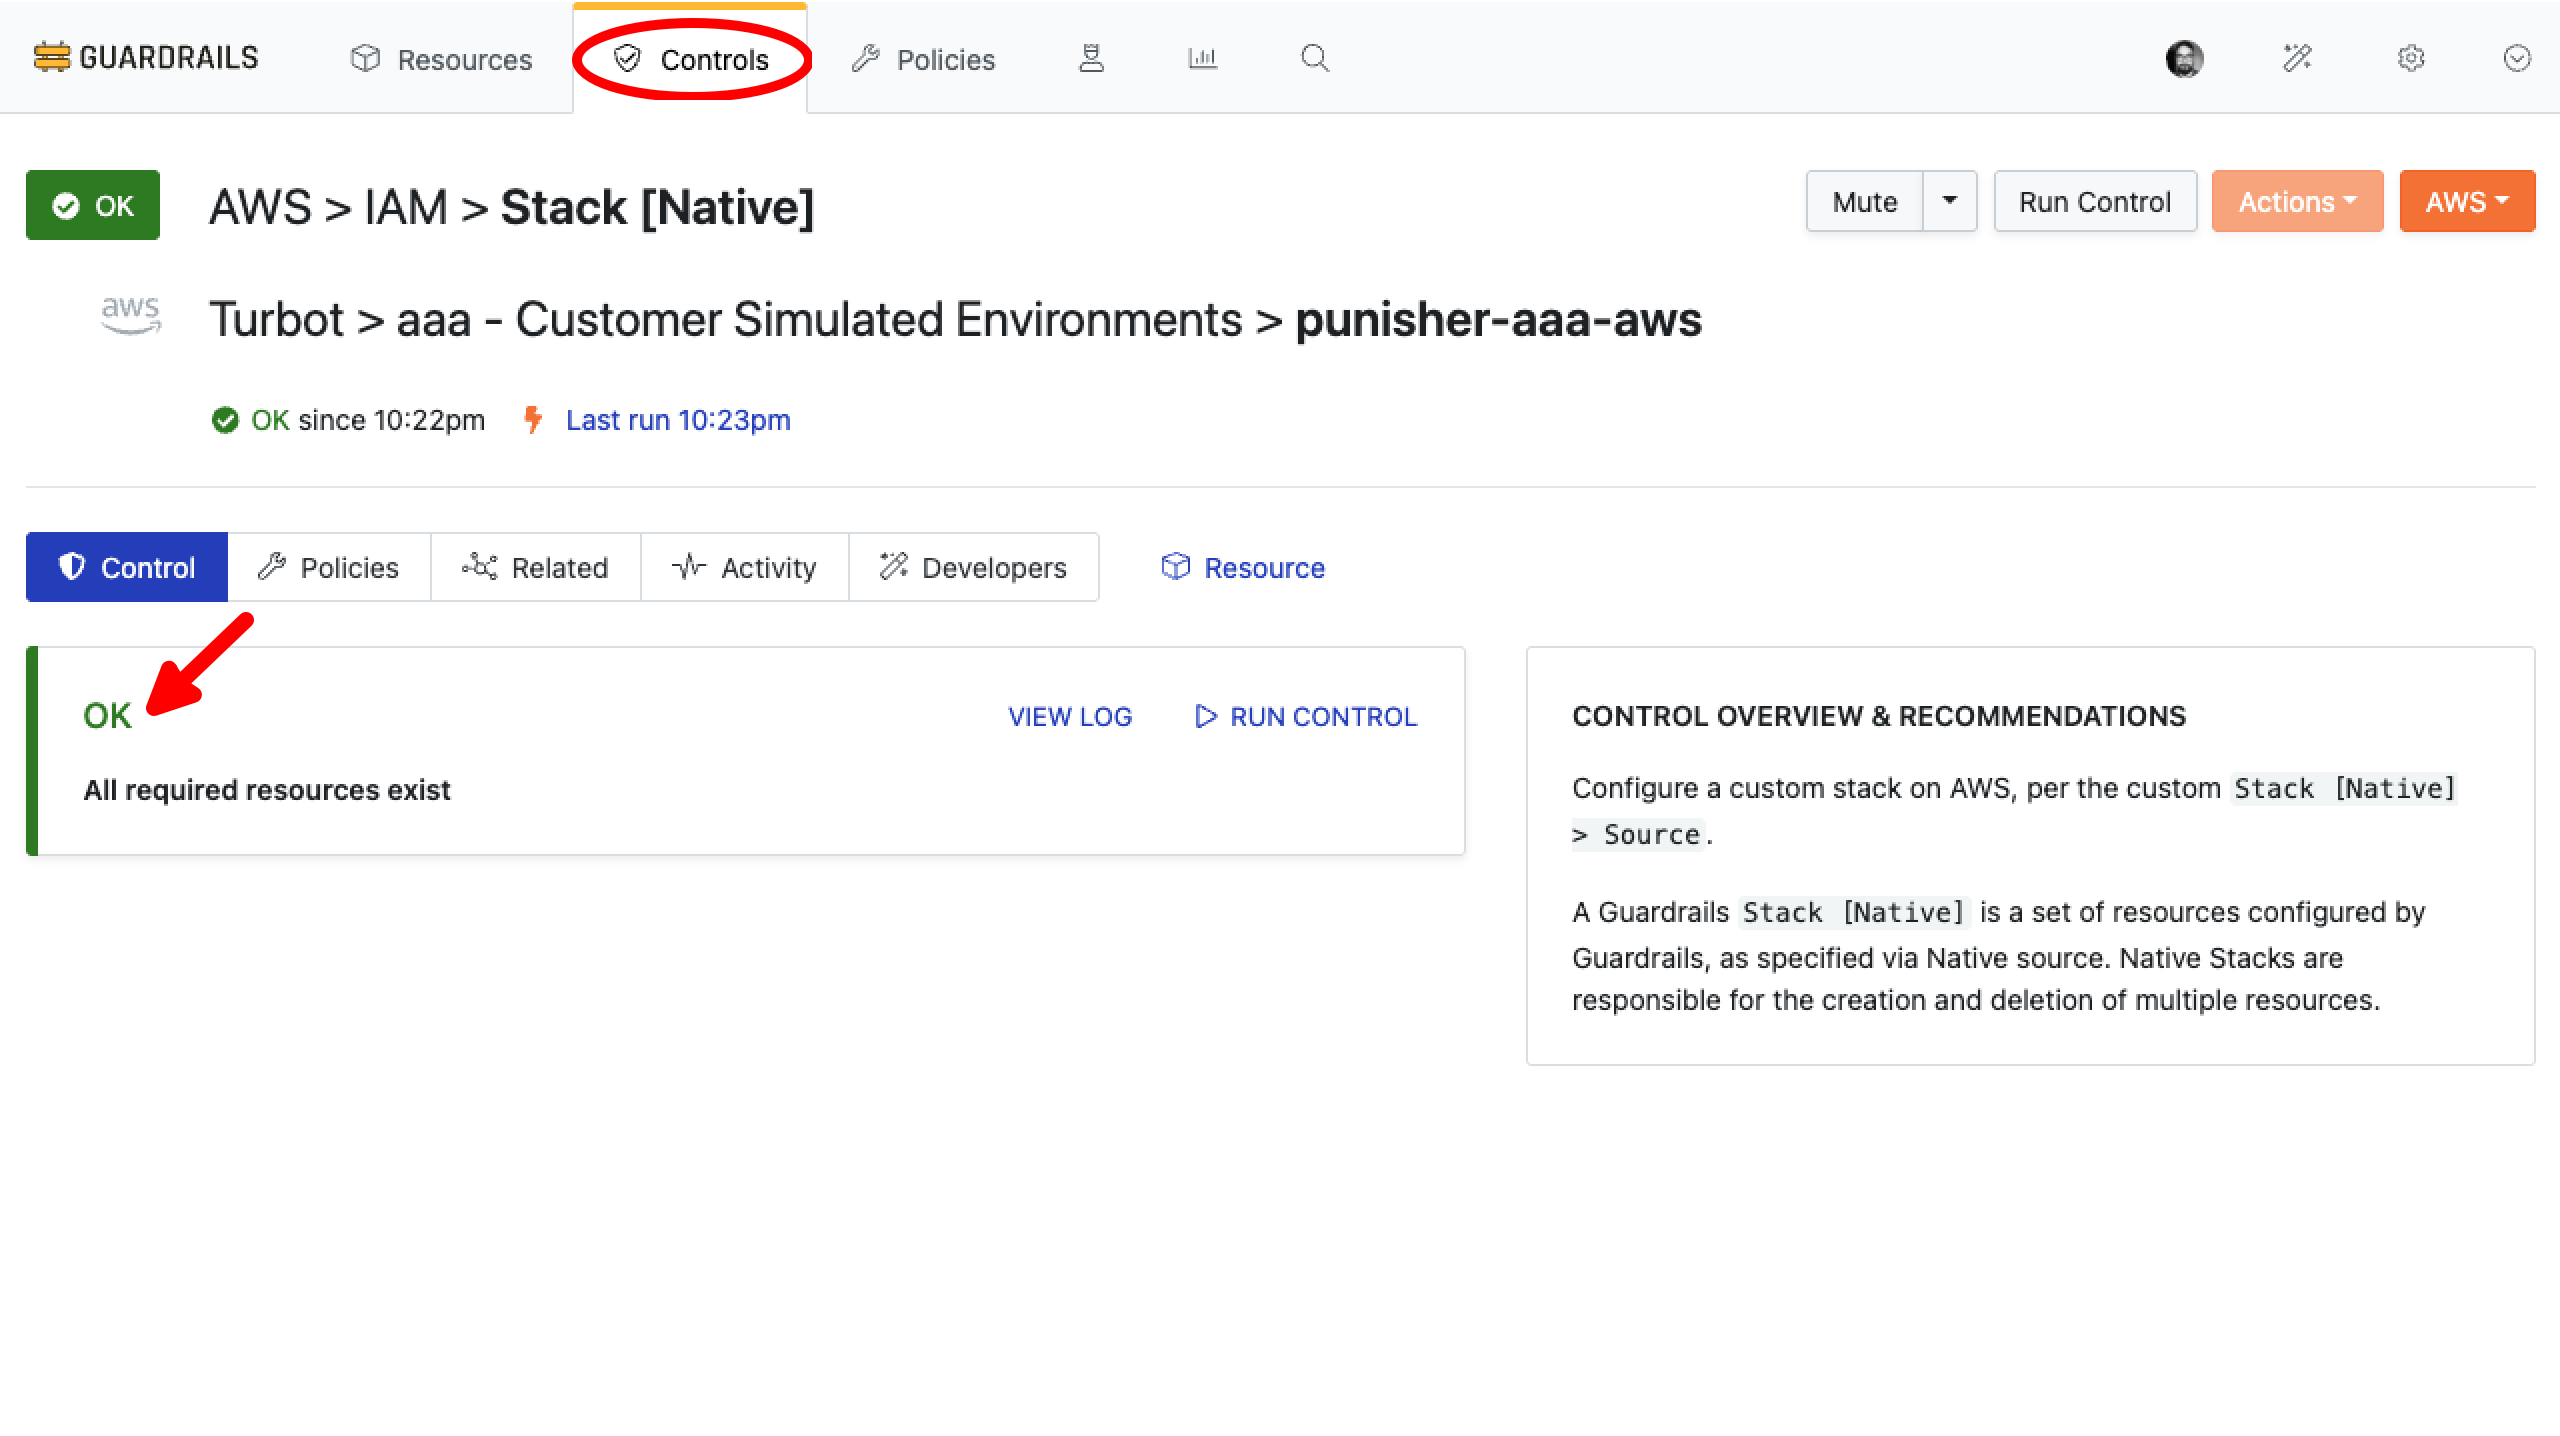 GUARDRAILS Resources Controls Policies
OK AWS > IAM > Stack [Native] Mute Run Control Actions AWS
aws Turbot > aaa - Customer Simulated Environments > punisher-aaa-aws
OK since 10:22pm Last run 10:23pm
Control Policies Related Activity Developers Resource
OK VIEW LOG RUN CONTROL
All required resources exist
CONTROL OVERVIEW & RECOMMENDATIONS
Configure a custom stack on AWS, per the custom Stack [Native]
> Source.
A Guardrails Stack [Native] is a set of resources configured by
Guardrails, as specified via Native source. Native Stacks are
responsible for the creation and deletion of multiple resources.